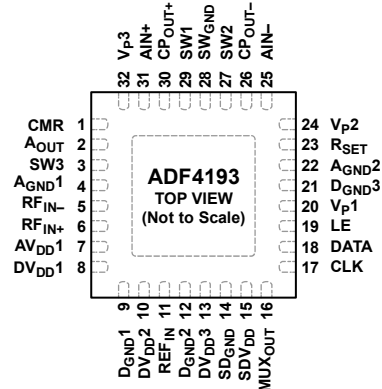 VP3
AIN+
CPOUT+
SW1
SWGND
SW2
CPOUT–
AIN–
32 31 30 29 28 27 26 25
CMR 1
AOUT 2
SW3 3
AGND1 4
RFIN– 5
RFIN+ 6
AVDD1 7
DVDD1 8
ADF4193
TOP VIEW
(Not to Scale)
24 VP2
23 RSET
22 AGND2
21 DGND3
20 VP1
19 LE
18 DATA
17 CLK
9 10 11 12 13 14 15 16
DGND1
DVDD2
REFIN
DGND2
DVDD3
SDGND
SDVDD
MUXOUT